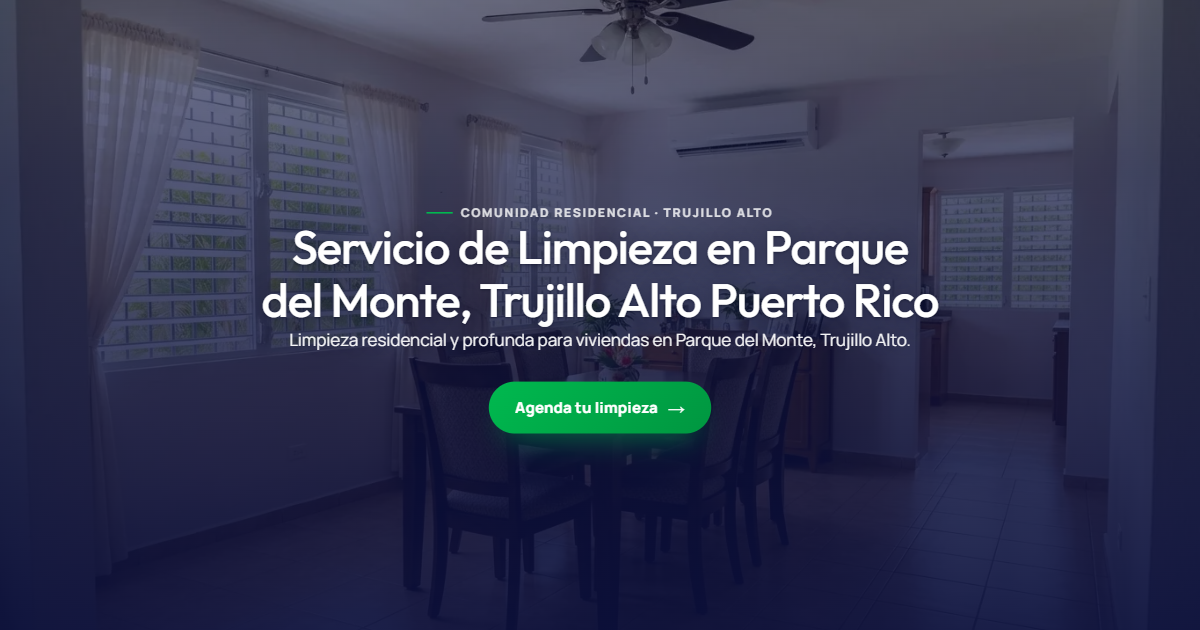 COMUNIDAD RESIDENCIAL · TRUJILLO ALTO
Servicio de Limpieza en Parque
del Monte, Trujillo Alto Puerto Rico
Limpieza residencial y profunda para viviendas en Parque del Monte, Trujillo Alto.
Agenda tu limpieza →